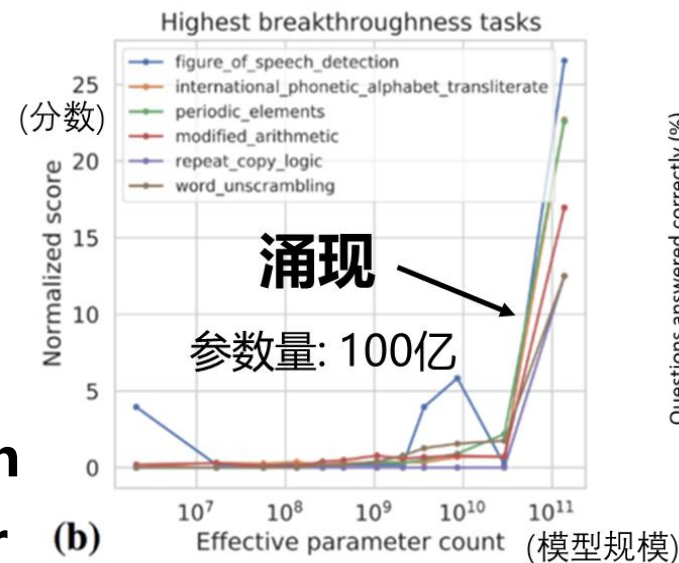 Highest breakthroughness tasks
figure_of_speech_detection
international_phonetic_alphabet_transliterate
periodic_elements
modified_arithmetic
repeat_copy_logic
word_unscrambling
(分数)
Normalized score
25
20
15
10
5
0
涌现
参数量: 100亿
10⁷
10⁸
10⁹
10¹⁰
10¹¹
Effective parameter count
(模型规模)
(b)
n
r
Questions answered correctly (%)